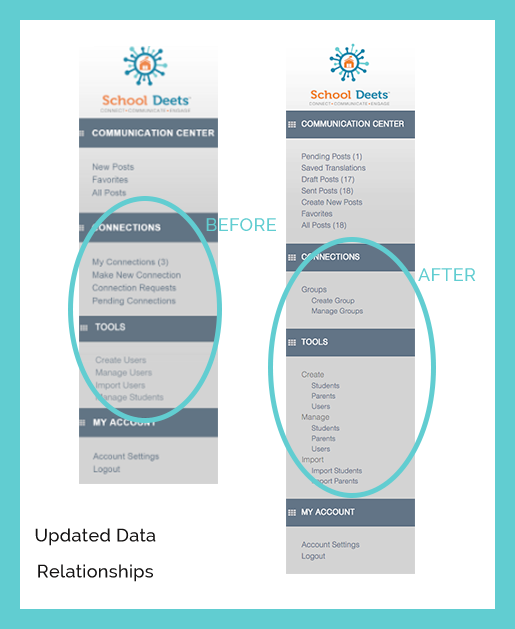 School Deets
CONNECT • COMMUNICATE • ENGAGE
COMMUNICATION CENTER
New Posts
Favorites
All Posts
CONNECTIONS
My Connections (3)
Make New Connection
Connection Requests
Pending Connections
TOOLS
Create Users
Manage Users
Import Users
Manage Students
MY ACCOUNT
Account Settings
Logout
BEFORE
School Deets
CONNECT • COMMUNICATE • ENGAGE
COMMUNICATION CENTER
Pending Posts (1)
Saved Translations
Draft Posts (17)
Sent Posts (18)
Create New Posts
Favorites
All Posts (18)
CONNECTIONS
Groups
Create Group
Manage Groups
TOOLS
Create
Students
Parents
Users
Manage
Students
Parents
Users
Import
Import Students
Import Parents
MY ACCOUNT
Account Settings
Logout
AFTER
Updated Data
Relationships